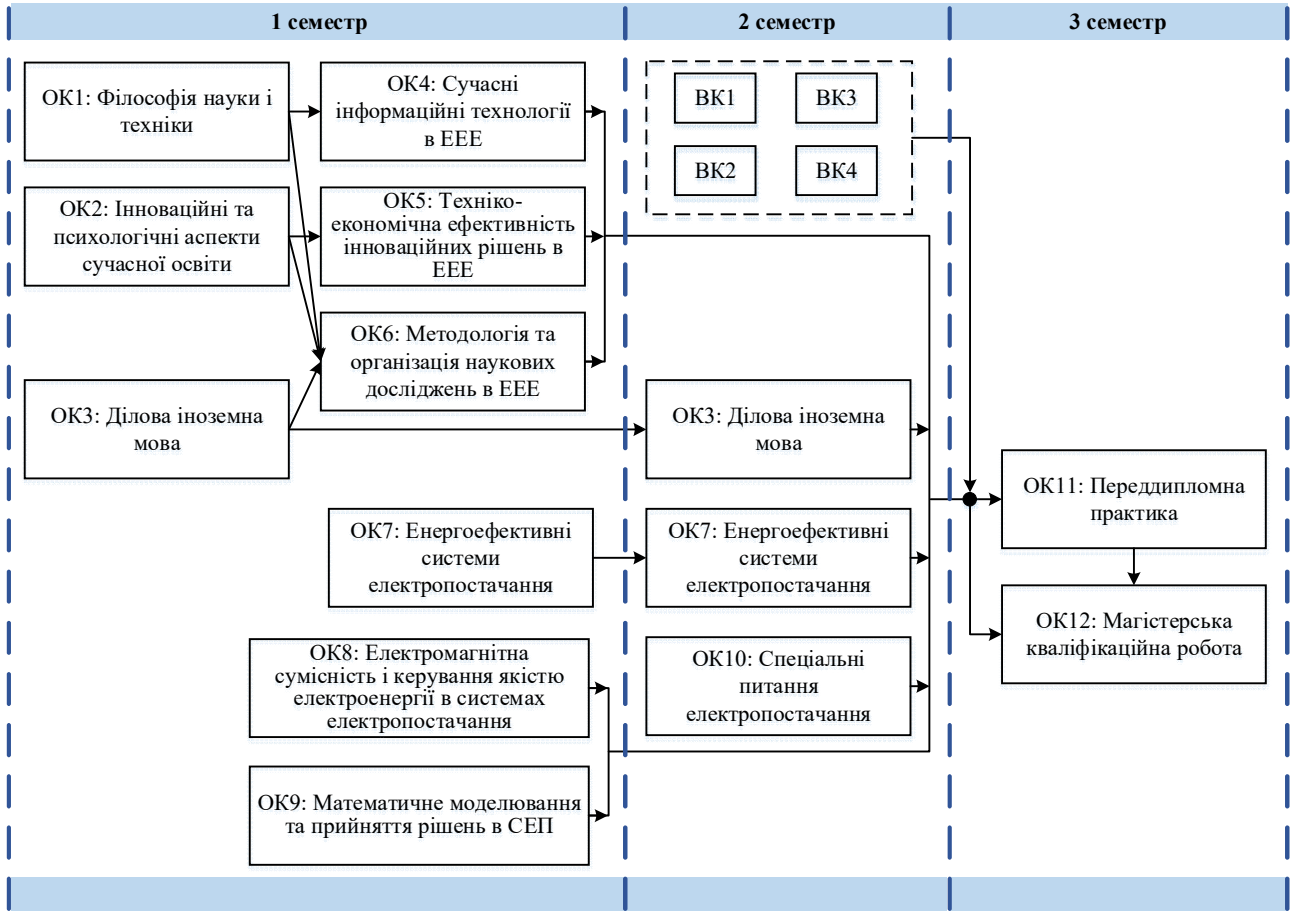 1 семестр
2 семестр
3 семестр
ОК1: Філософія науки і
техніки
ОК2: Інноваційні та
психологічні аспекти
сучасної освіти
ОК3: Ділова іноземна
мова
ОК4: Сучасні
інформаційні технології
в ЕЕЕ
ОК5: Техніко-
економічна ефективність
інноваційних рішень в
ЕЕЕ
ОК6: Методологія та
організація наукових
досліджень в ЕЕЕ
ОК7: Енергоефективні
системи
електропостачання
ОК8: Електромагнітна
сумісність і керування якістю
електроенергії в системах
електропостачання
ОК9: Математичне моделювання
та прийняття рішень в СЕП
ВК1
ВК3
ВК2
ВК4
ОК3: Ділова іноземна
мова
ОК7: Енергоефективні
системи
електропостачання
ОК10: Спеціальні
питання
електропостачання
ОК11: Переддипломна
практика
ОК12: Магістерська
кваліфікаційна робота